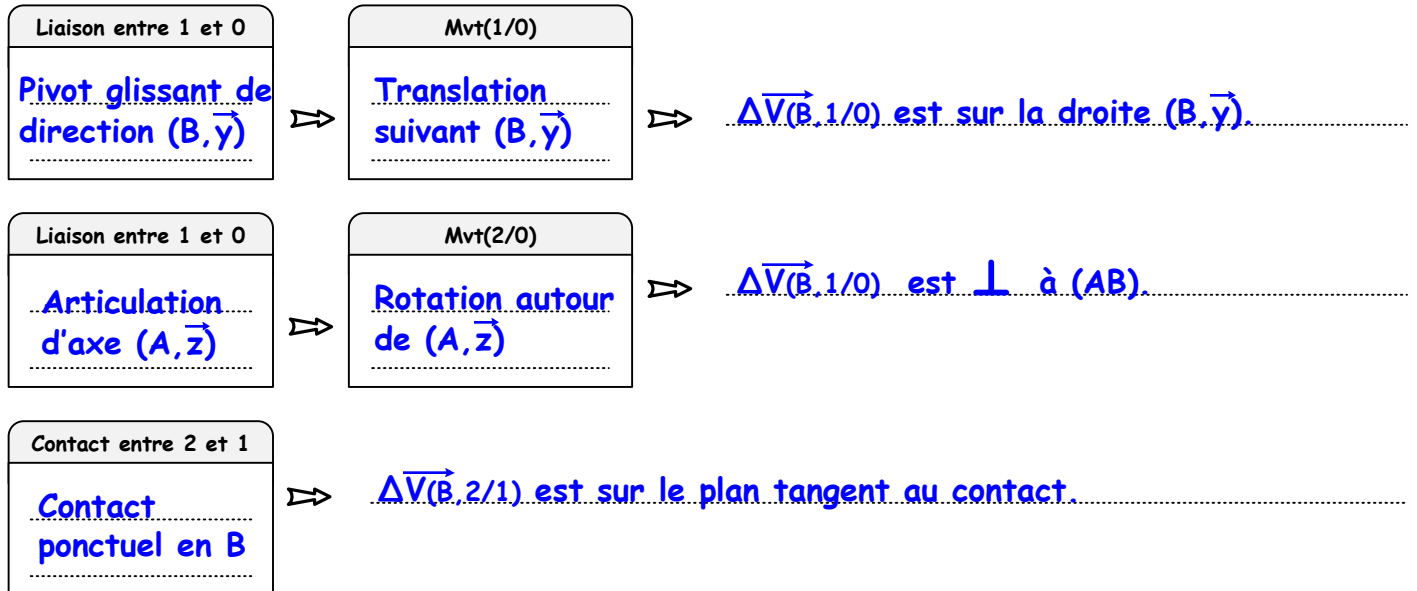 Liaison entre 1 et 0
Pivot glissant de
direction (B,y⃗)
Mvt(1/0)
Translation
suivant (B,y⃗)
ΔV⃗(B,1/0) est sur la droite (B,y⃗).
Liaison entre 1 et 0
Articulation
d'axe (A,z⃗)
Mvt(2/0)
Rotation autour
de (A,z⃗)
ΔV⃗(B,1/0) est ⊥ à (AB).
Contact entre 2 et 1
Contact
ponctuel en B
ΔV⃗(B,2/1) est sur le plan tangent au contact.